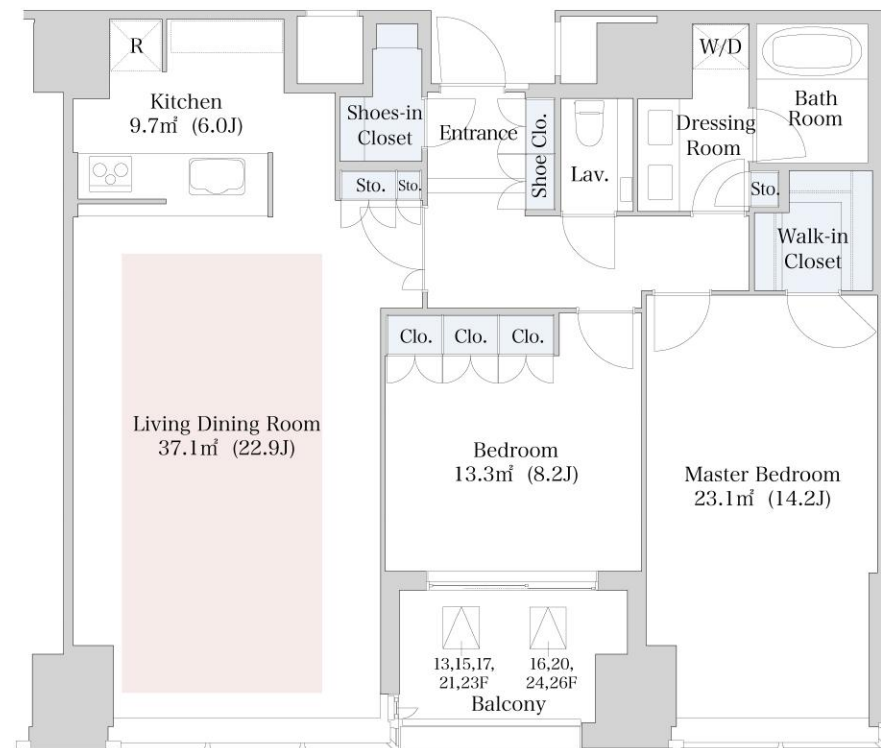 R
W/D
Kitchen
9.7㎡ (6.0J)
Shoes-in
Closet
Entrance
Shoe Clo.
Lav.
Dressing
Room
Bath
Room
Sto.
Sto.
Sto.
Walk-in
Closet
Clo.
Clo.
Clo.
Living Dining Room
37.1㎡ (22.9J)
Bedroom
13.3㎡ (8.2J)
Master Bedroom
23.1㎡ (14.2J)
13,15,17,
21,23F
16,20,
24,26F
Balcony